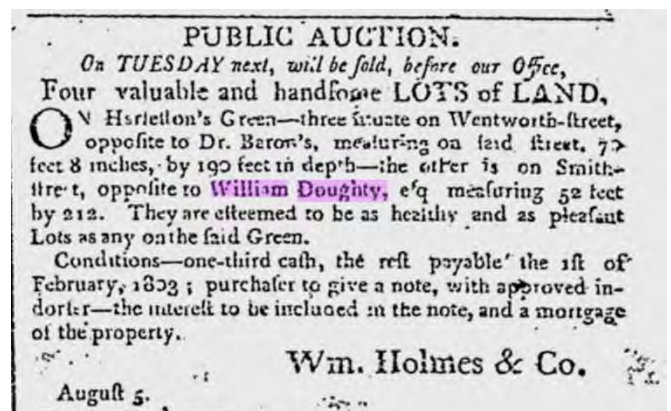 PUBLIC AUCTION.
On TUESDAY next, will be ſold, before our Office,
Four valuable and handſome LOTS of LAND,
ON Harleſton's Green—three ſituate on Wentworth-ſtreet,
oppoſite to Dr. Baron's, meaſuring on ſaid ſtreet,
feet 8 inches, by 190 feet in depth—the other is on Smith-
ſtreet, oppoſite to William Doughty, eſq meaſuring 52 feet
by 212. They are eſteemed to be as healthy and as pleaſant
Lots as any on the ſaid Green.
Conditions—one-third caſh, the reſt payable the 1ſt of
February, 1803 ; purchaſer to give a note, with approved in-
dorſer—the intereſt to be included in the note, and a mortgage
of the property.
Wm. Holmes & Co.
Auguſt 5.